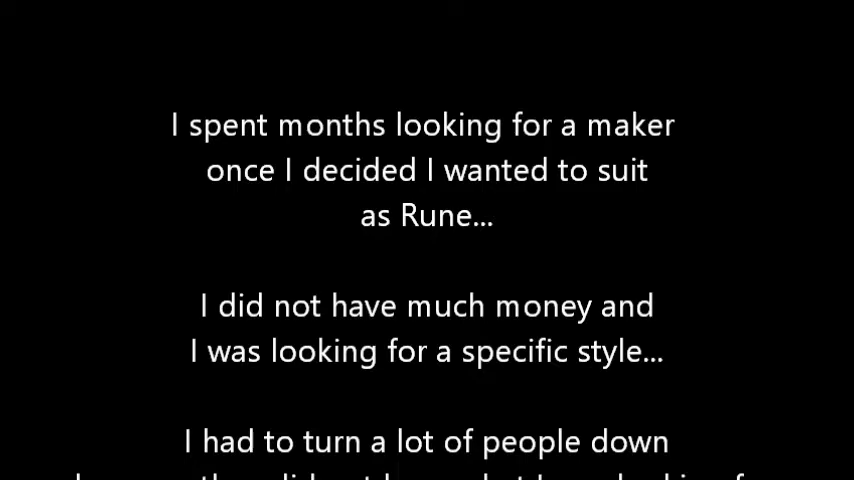 I spent months looking for a maker
once I decided I wanted to suit
as Rune...
I did not have much money and
I was looking for a specific style...
I had to turn a lot of people down